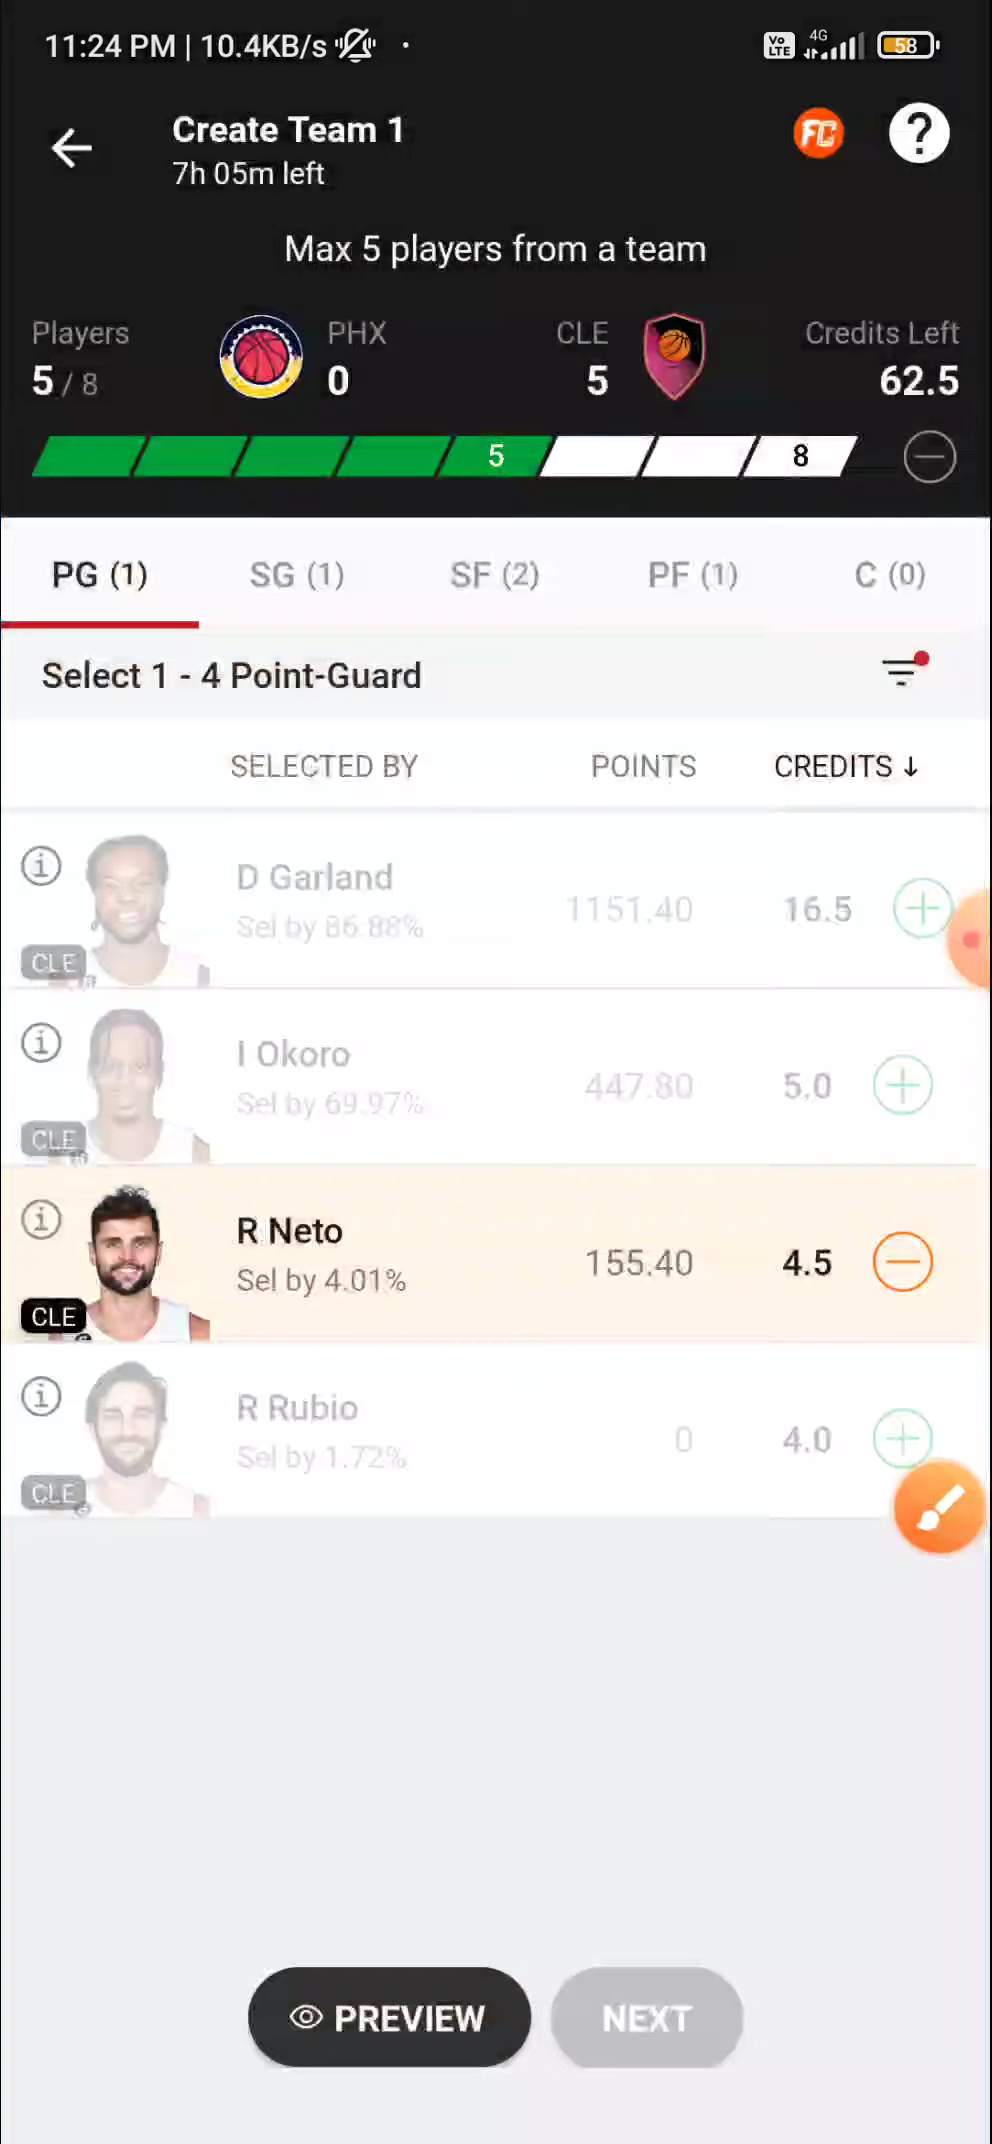 11:24 PM | 10.4KB/s
Vo LTE 4G 58
Create Team 1
7h 05m left
FC ?
Max 5 players from a team
Players PHX CLE Credits Left
5 / 8 0 5 62.5
5 8
PG (1) SG (1) SF (2) PF (1) C (0)
Select 1 - 4 Point-Guard
SELECTED BY POINTS CREDITS ↓
D Garland
Sel by 86.88% 1151.40 16.5
CLE
I Okoro
Sel by 69.97% 447.80 5.0
CLE
R Neto
Sel by 4.01% 155.40 4.5
CLE
R Rubio
Sel by 1.72% 0 4.0
CLE
PREVIEW NEXT